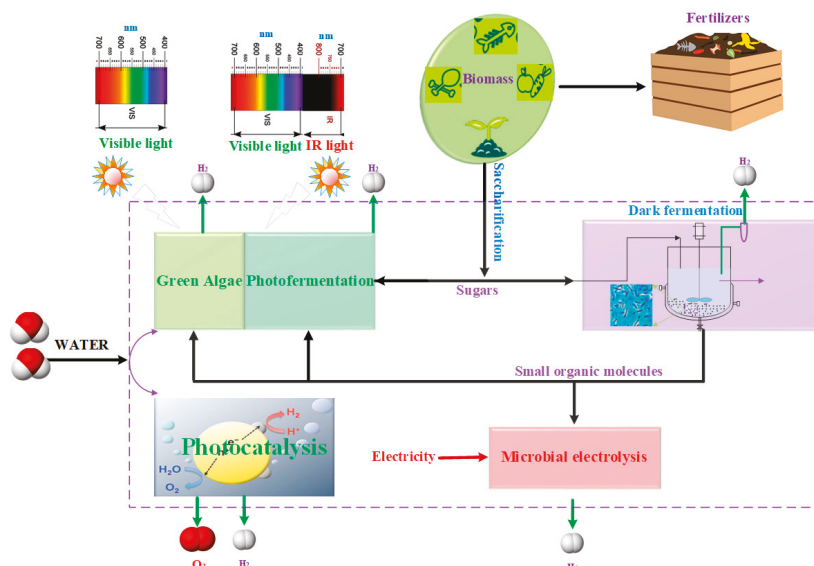 nm
nm
Fertilizers
700
600
500
400
700
600
500
400
800
700
VIS
VIS
IR
Biomass
Visible light
Visible light
IR light
H2
H2
Saccharification
H2
Dark fermentation
Green Algae
Photofermentation
Sugars
WATER
Small organic molecules
H2
H+
e-
Photocatalysis
H2O
O2
Electricity
Microbial electrolysis
O2
H2
H2